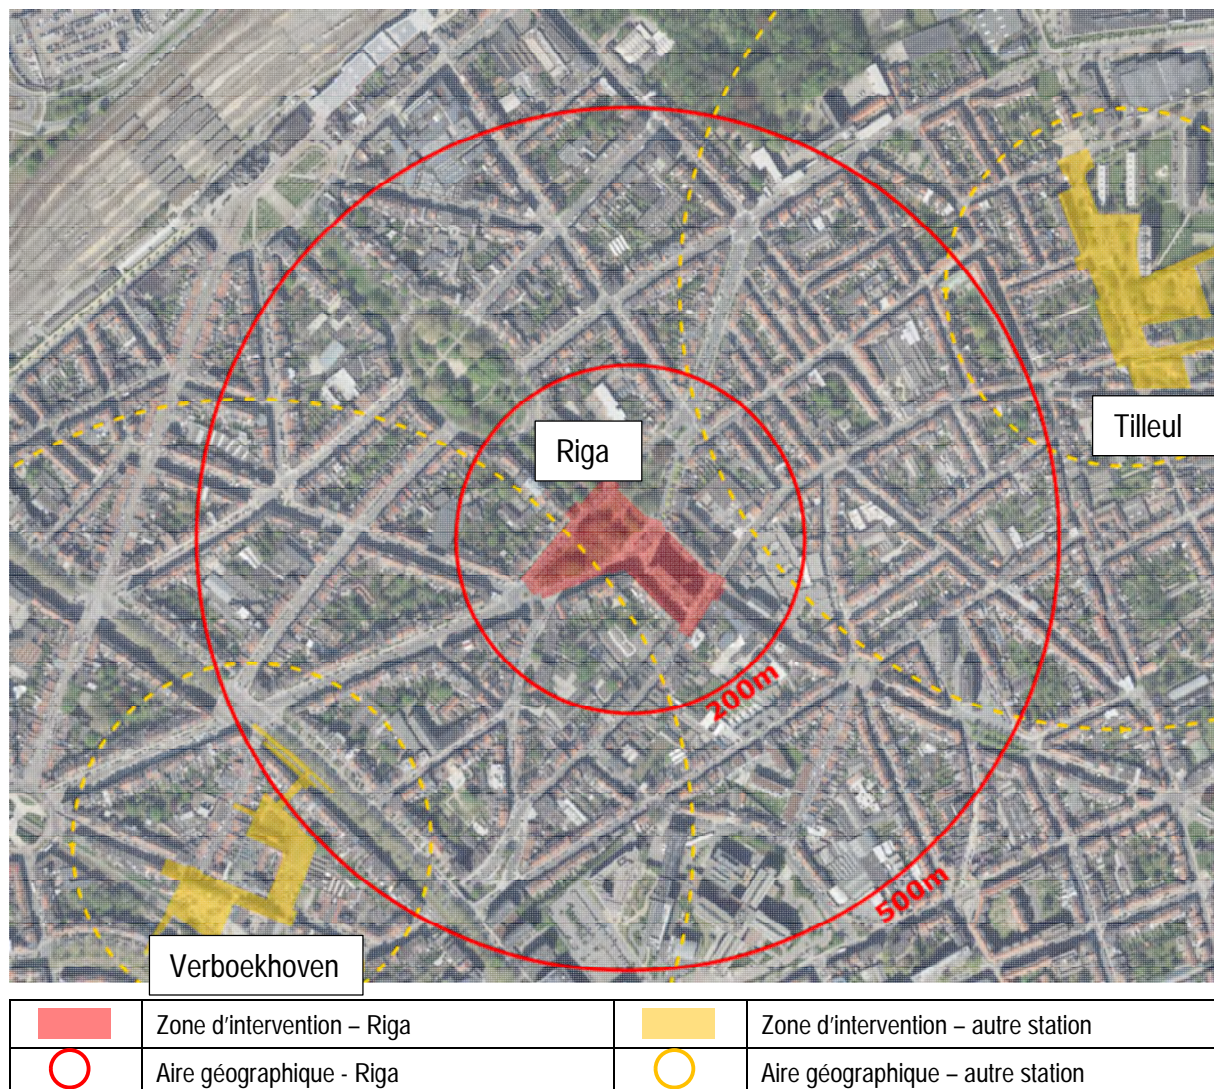 Riga
Tilleul
200m
500m
Verboekhoven
Zone d'intervention – Riga
Zone d'intervention – autre station
Aire géographique - Riga
Aire géographique – autre station